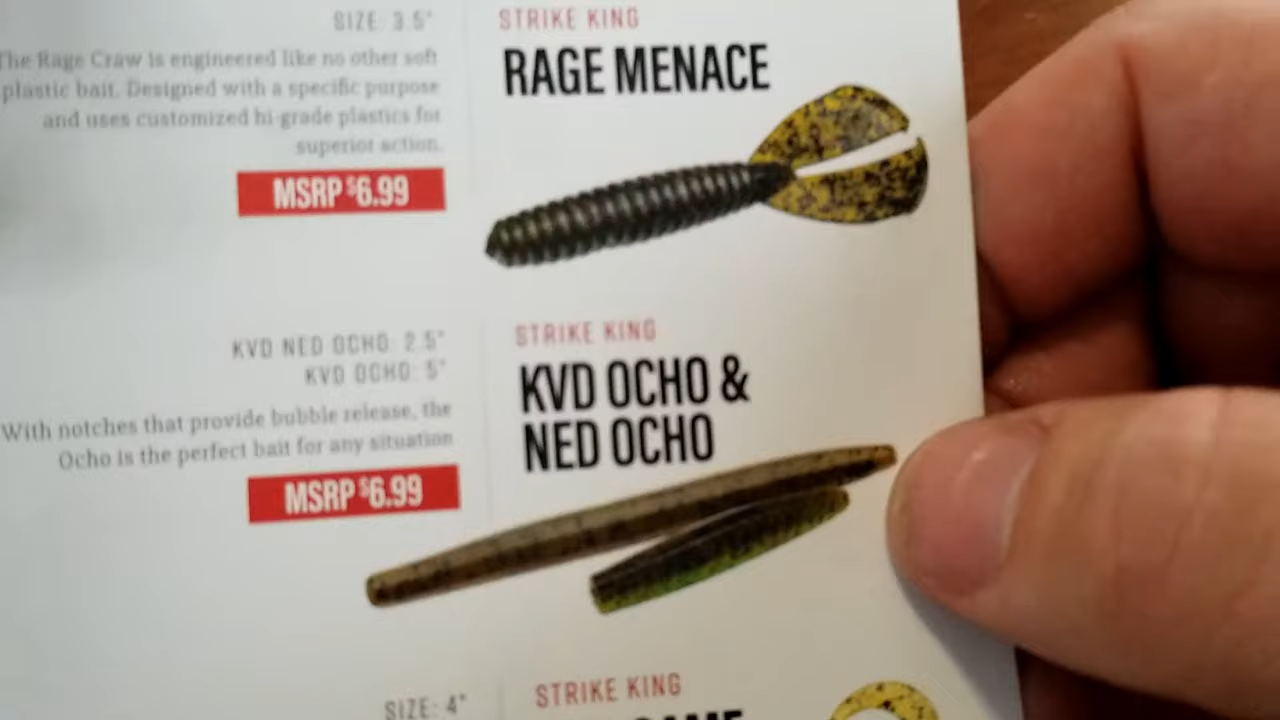 SIZE: 3.5"
The Rage Craw is engineered like no other soft
plastic bait. Designed with a specific purpose
and uses customized hi-grade plastics for
superior action.
MSRP $6.99
STRIKE KING
RAGE MENACE
KVD NED OCHO: 2.5"
KVD OCHO: 5"
With notches that provide bubble release, the
Ocho is the perfect bait for any situation
MSRP $6.99
STRIKE KING
KVD OCHO &
NED OCHO
SIZE: 4"
STRIKE KING